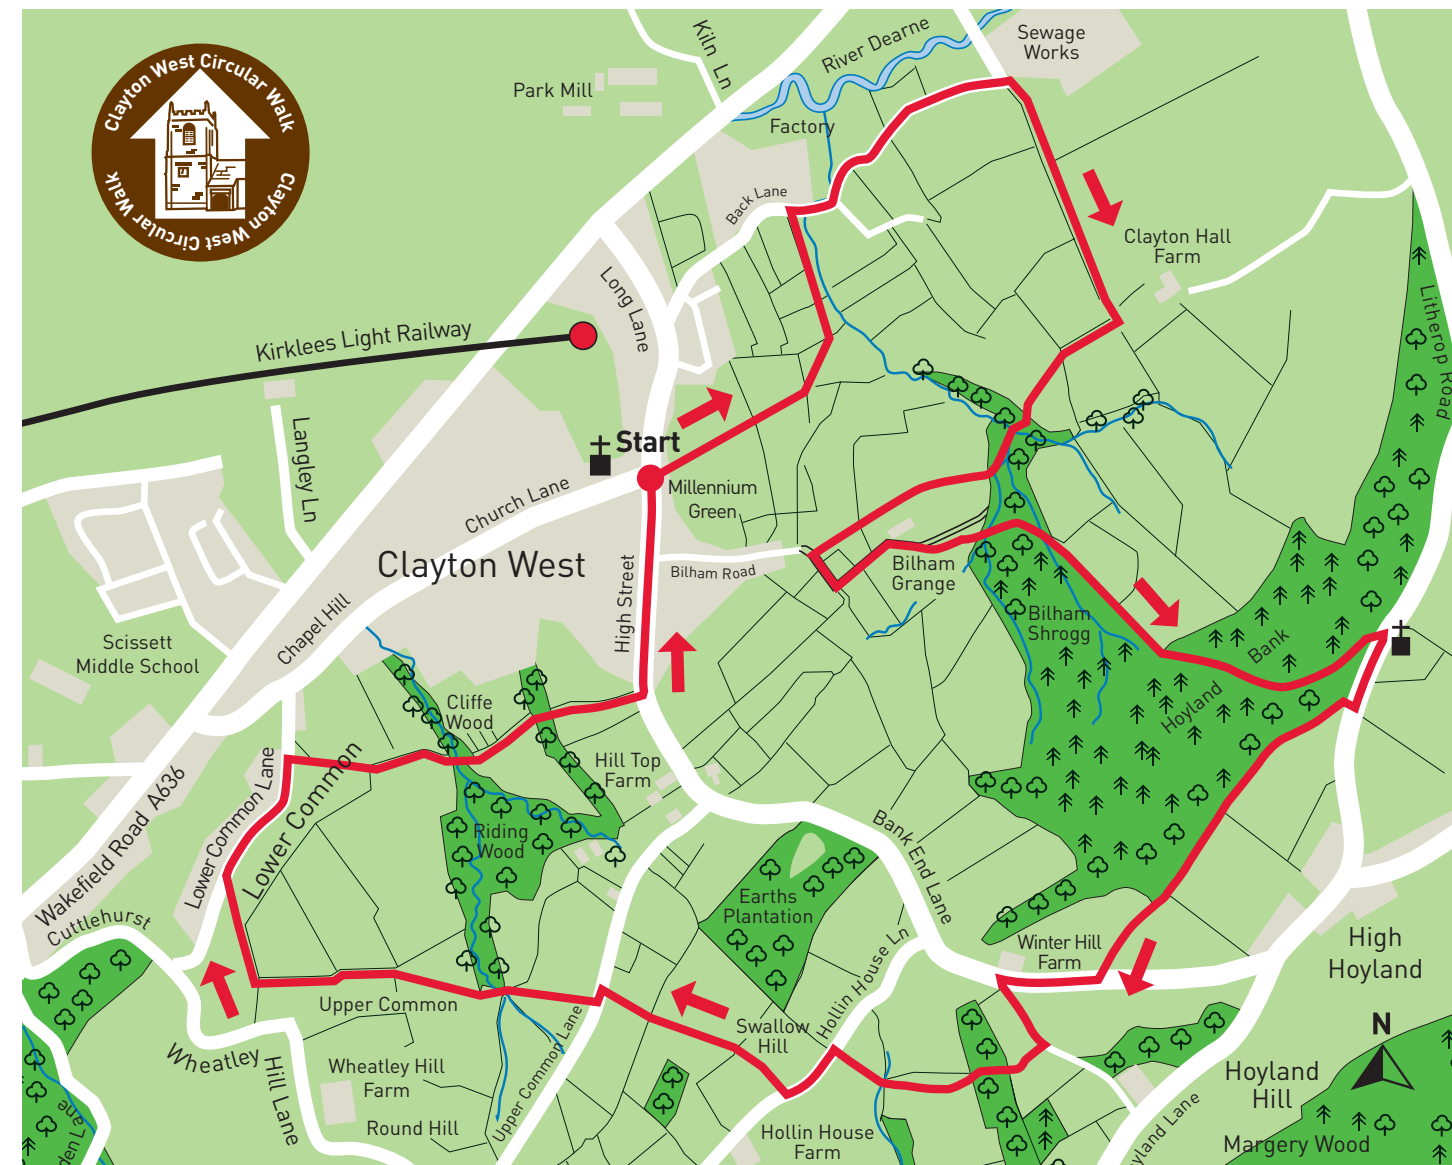 Clayton West Circular Walk
Clayton West Circular Walk
Kiln Ln
River Dearne
Sewage
Works
Park Mill
Factory
Back Lane
Clayton Hall
Farm
Long Lane
Litherop Road
Kirklees Light Railway
Langley Ln
Start
Millennium
Green
Church Lane
Clayton West
High Street
Bilham Road
Bilham
Grange
Bilham
Shrogg
Chapel Hill
Scissett
Middle School
Bank
Hoyland
Cliffe
Wood
Hill Top
Farm
Lower Common Lane
Lower Common
Wakefield Road A636
Riding
Wood
Bank End Lane
Earths
Plantation
Cuttlehurst
Hollin House Ln
Winter Hill
Farm
High
Hoyland
Upper Common
Swallow
Hill
Upper Common Lane
Wheatley
Hill Lane
Wheatley Hill
Farm
Round Hill
Hollin House
Farm
N
Hoyland
Hill
Margery Wood
yland Lane
den Lane